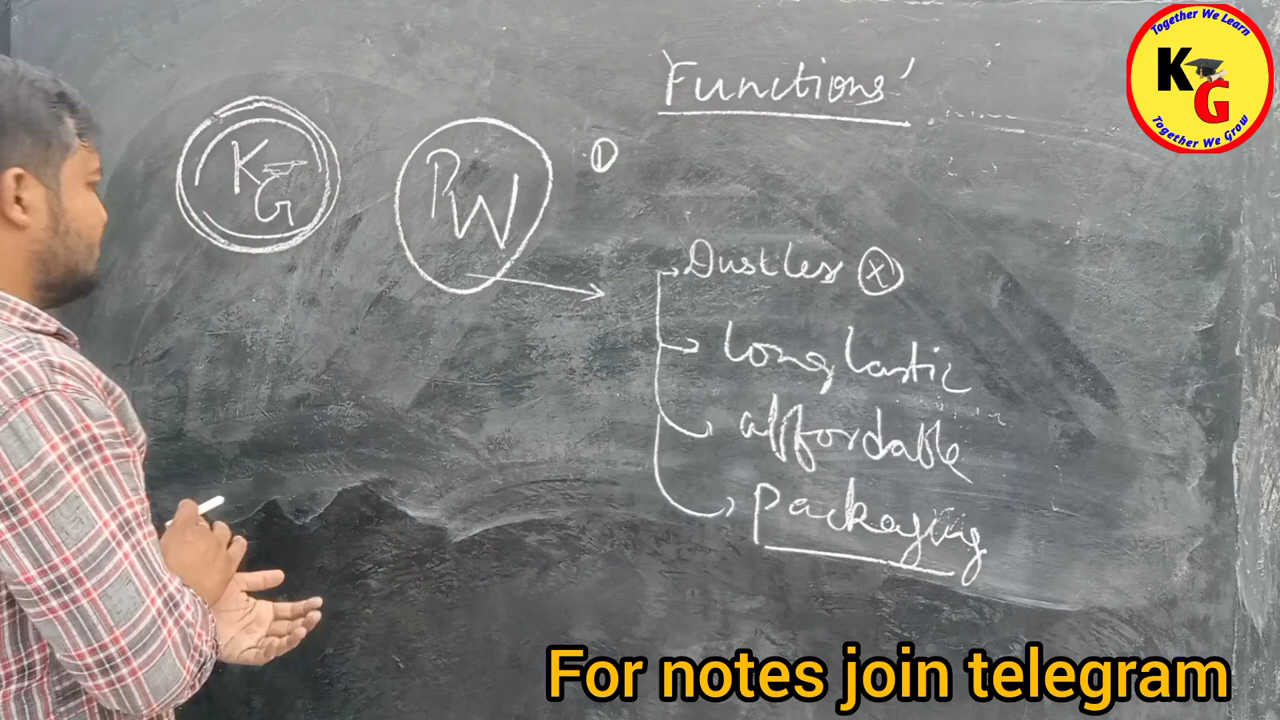 Together We Learn
KG
Together We Grow
'Functions'
KG
PW
①
Dustles ⓧ
long lastic
affordable
packaging
For notes join telegram